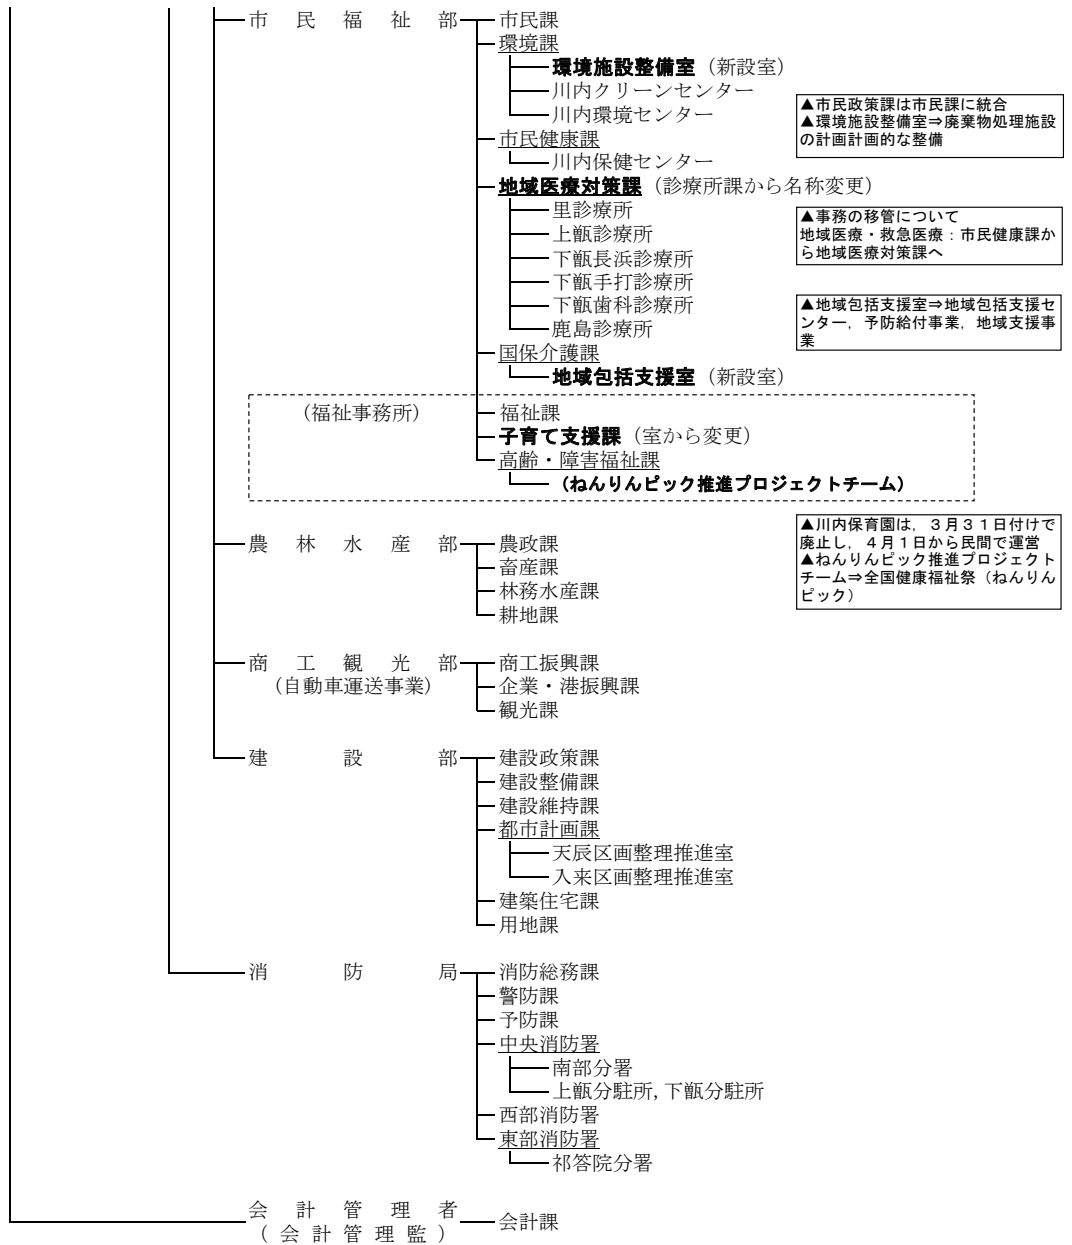 市民福祉部
市民課
環境課
環境施設整備室（新設室）
川内クリーンセンター
川内環境センター
▲市民政策課は市民課に統合
▲環境施設整備室⇒廃棄物処理施設
の計画計画的な整備
市民健康課
川内保健センター
地域医療対策課（診療所課から名称変更）
里診療所
上甑診療所
下甑長浜診療所
下甑手打診療所
下甑歯科診療所
鹿島診療所
▲事務の移管について
地域医療・救急医療：市民健康課か
ら地域医療対策課へ
▲地域包括支援室⇒地域包括支援セ
ンター，予防給付事業，地域支援事
業
国保介護課
地域包括支援室（新設室）
（福祉事務所）
福祉課
子育て支援課（室から変更）
高齢・障害福祉課
（ねんりんピック推進プロジェクトチーム）
▲川内保育園は，３月３１日付けで
廃止し，４月１日から民間で運営
▲ねんりんピック推進プロジェクト
チーム⇒全国健康福祉祭（ねんりん
ピック）
農林水産部
農政課
畜産課
林務水産課
耕地課
商工観光部
（自動車運送事業）
商工振興課
企業・港振興課
観光課
建設部
建設政策課
建設整備課
建設維持課
都市計画課
天辰区画整理推進室
入来区画整理推進室
建築住宅課
用地課
消防局
消防総務課
警防課
予防課
中央消防署
南部分署
上甑分駐所，下甑分駐所
西部消防署
東部消防署
祁答院分署
会計管理者
（会計管理監）
会計課